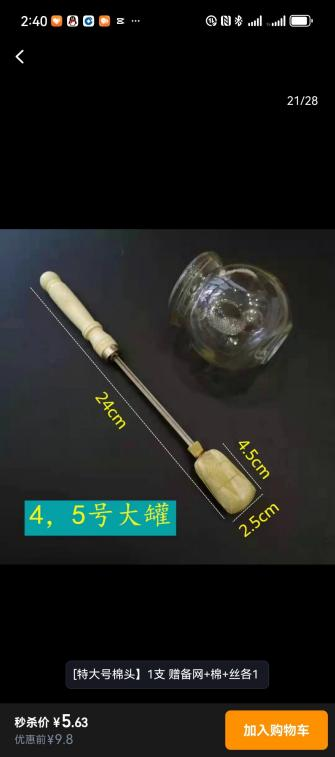 2:40
21/28
24cm
4.5cm
2.5cm
4，5号大罐
[特大号棉头】1支 赠备网+棉+丝各1
秒杀价 ¥5.63
优惠前¥9.8
加入购物车